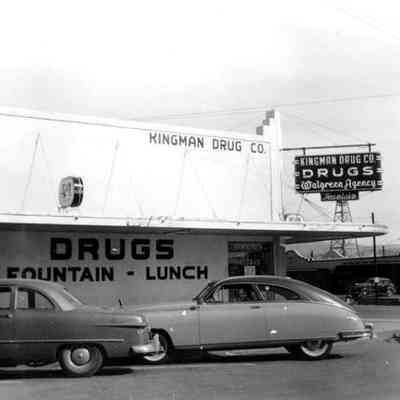 KINGMAN DRUG CO.
KINGMAN DRUG CO.
DRUGS
Walgreen Agency
DRUGS
FOUNTAIN - LUNCH